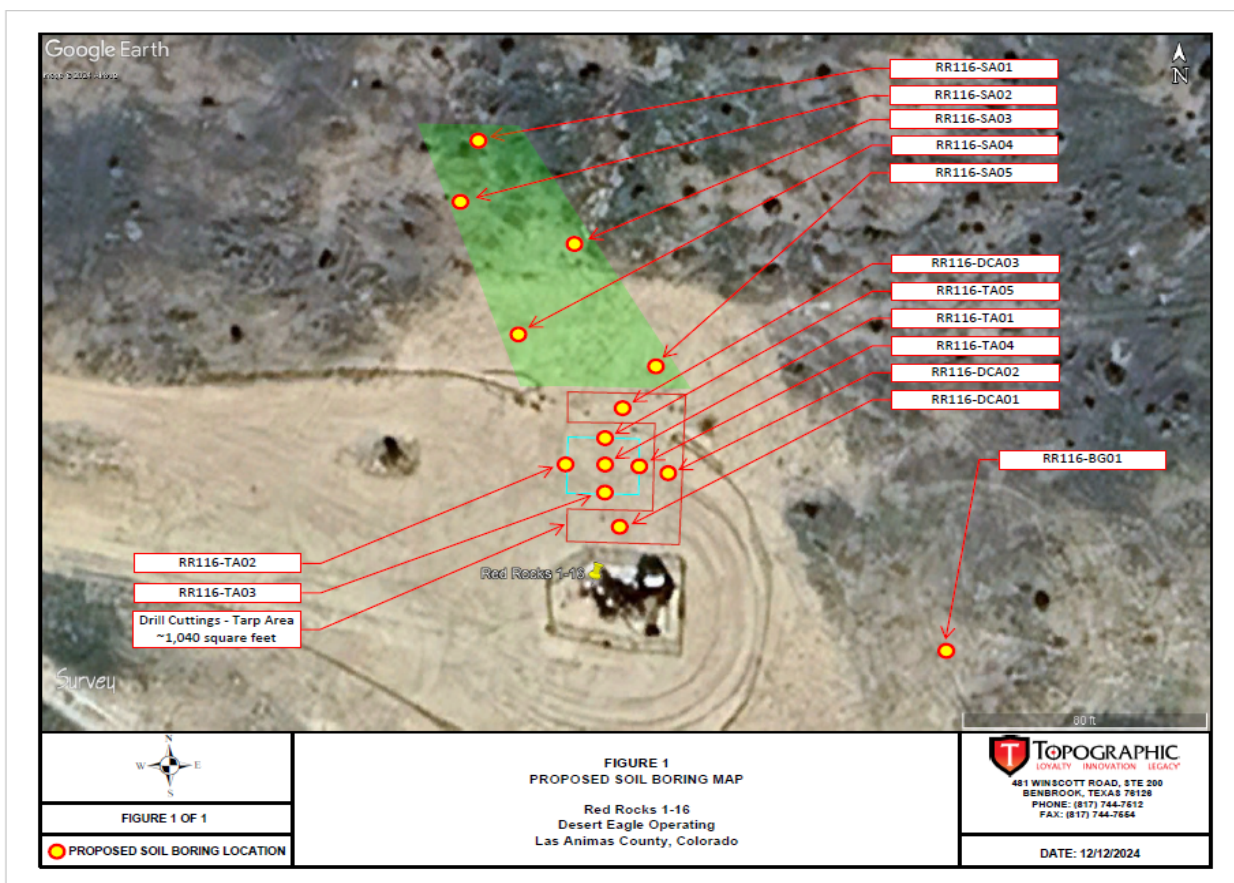 Google Earth
N
RR116-SA01
RR116-SA02
RR116-SA03
RR116-SA04
RR116-SA05
RR116-DCA03
RR116-TA05
RR116-TA01
RR116-TA04
RR116-DCA02
RR116-DCA01
RR116-BG01
RR116-TA02
RR116-TA03
Drill Cuttings - Tarp Area
~1,040 square feet
Red Rocks 1-16
Survey
80 ft
N
W
E
S
FIGURE 1 OF 1
PROPOSED SOIL BORING LOCATION
FIGURE 1
PROPOSED SOIL BORING MAP
Red Rocks 1-16
Desert Eagle Operating
Las Animas County, Colorado
T TOPOGRAPHIC
LOYALTY INNOVATION LEGACY
481 WINSCOTT ROAD, STE 200
BENBROOK, TEXAS 76126
PHONE: (817) 744-7512
FAX: (817) 744-7554
DATE: 12/12/2024